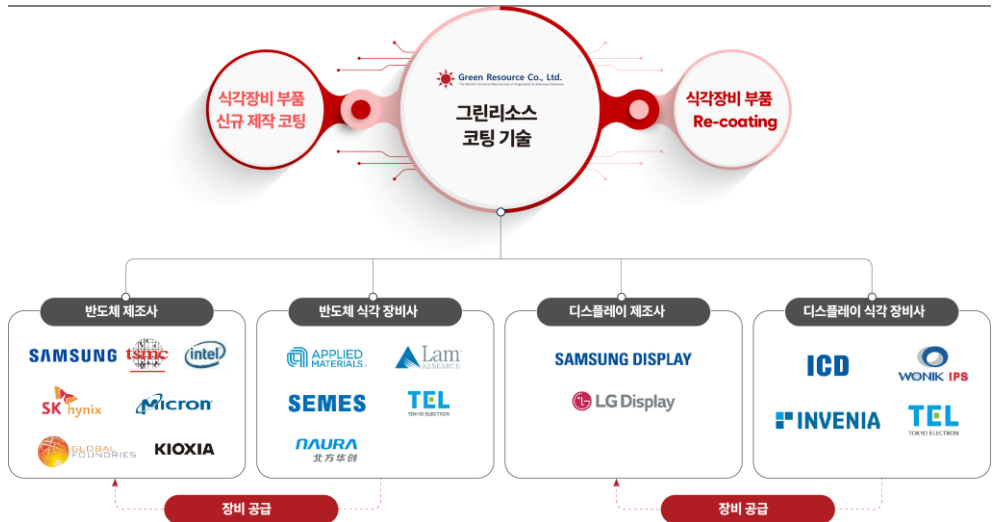 식각장비 부품
신규 제작 코팅
Green Resource Co., Ltd.
그린리소스
코팅 기술
식각장비 부품
Re-coating
반도체 제조사
반도체 식각 장비사
디스플레이 제조사
디스플레이 식각 장비사
SAMSUNG
tsmc
intel
SK hynix
Micron
GLOBAL
FOUNDRIES
KIOXIA
APPLIED
MATERIALS
Lam
RESEARCH
SEMES
TEL
TOKYO ELECTRON
NAURA
北方华创
SAMSUNG DISPLAY
LG Display
ICD
WONIK IPS
INVENIA
TEL
TOKYO ELECTRON
장비 공급
장비 공급